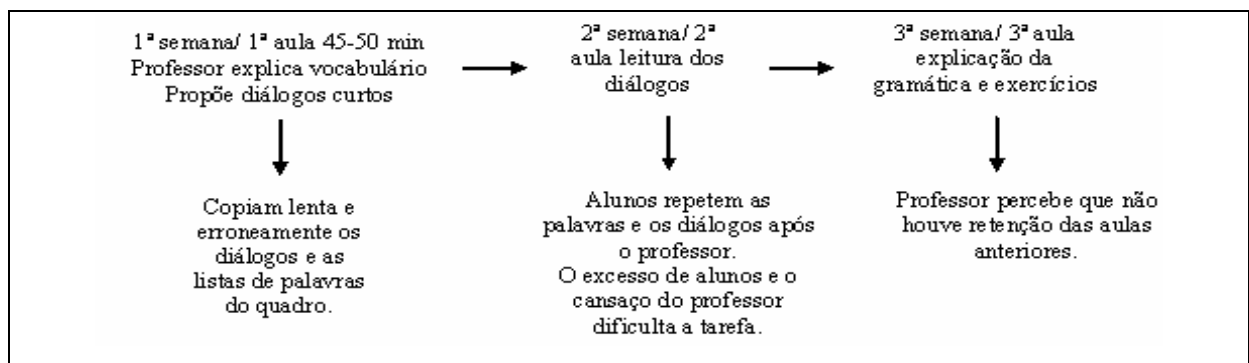 1ª semana/ 1ª aula 45-50 min
Professor explica vocabulário
Propõe diálogos curtos
2ª semana/ 2ª
aula leitura dos
diálogos
3ª semana/ 3ª aula
explicação da
gramática e exercícios
Copiam lenta e
erroneamente os
diálogos e as
listas de palavras
do quadro.
Alunos repetem as
palavras e os diálogos após
o professor.
O excesso de alunos e o
cansaço do professor
dificulta a tarefa.
Professor percebe que não
houve retenção das aulas
anteriores.